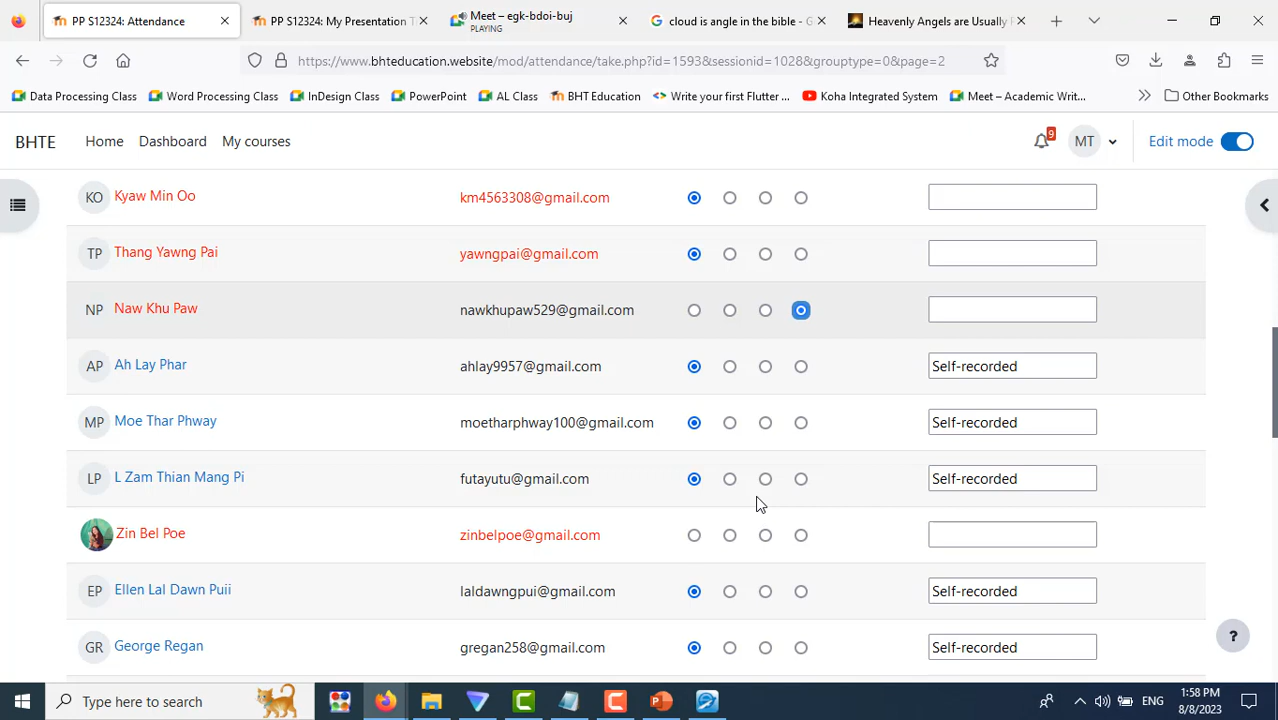 PP S12324: Attendance
PP S12324: My Presentation T
Meet – egk-bdoi-buj
PLAYING
cloud is angle in the bible - G
Heavenly Angels are Usually F
https://www.bhteducation.website/mod/attendance/take.php?id=1593&sessionid=1028&grouptype=0&page=2
Data Processing Class
Word Processing Class
InDesign Class
PowerPoint
AL Class
BHT Education
Write your first Flutter ...
Koha Integrated System
Meet – Academic Writ...
Other Bookmarks
BHTE
Home
Dashboard
My courses
9
MT
Edit mode
KO Kyaw Min Oo km4563308@gmail.com
TP Thang Yawng Pai yawngpai@gmail.com
NP Naw Khu Paw nawkhupaw529@gmail.com
AP Ah Lay Phar ahlay9957@gmail.com Self-recorded
MP Moe Thar Phway moetharphway100@gmail.com Self-recorded
LP L Zam Thian Mang Pi futayutu@gmail.com Self-recorded
Zin Bel Poe zinbelpoe@gmail.com
EP Ellen Lal Dawn Puii laldawngpui@gmail.com Self-recorded
GR George Regan gregan258@gmail.com Self-recorded
?
Type here to search
ENG
1:58 PM
8/8/2023